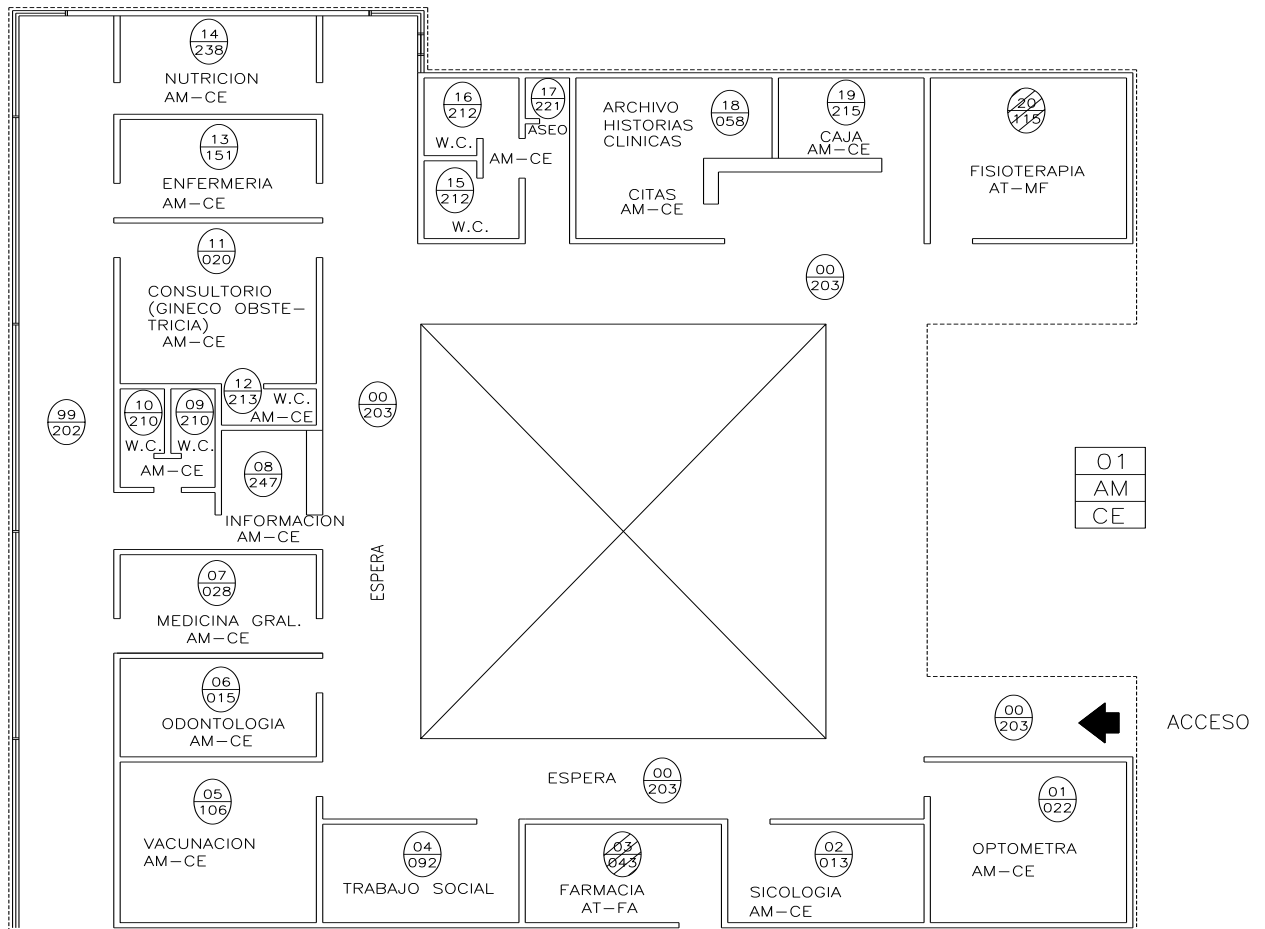 14
238
NUTRICION
AM-CE
13
151
ENFERMERIA
AM-CE
11
020
CONSULTORIO
(GINECO OBSTE-
TRICIA)
AM-CE
12
213
W.C.
AM-CE
10
210
W.C.
09
210
W.C.
AM-CE
08
247
INFORMACION
AM-CE
99
202
00
203
ESPERA
07
028
MEDICINA GRAL.
AM-CE
06
015
ODONTOLOGIA
AM-CE
05
106
VACUNACION
AM-CE
16
212
W.C.
15
212
W.C.
AM-CE
17
221
ASEO
ARCHIVO
HISTORIAS
CLINICAS
18
058
CITAS
AM-CE
19
215
CAJA
AM-CE
20
115
FISIOTERAPIA
AT-MF
00
203
01
AM
CE
00
203
ACCESO
ESPERA
00
203
04
092
TRABAJO SOCIAL
03
043
FARMACIA
AT-FA
02
013
SICOLOGIA
AM-CE
01
022
OPTOMETRA
AM-CE